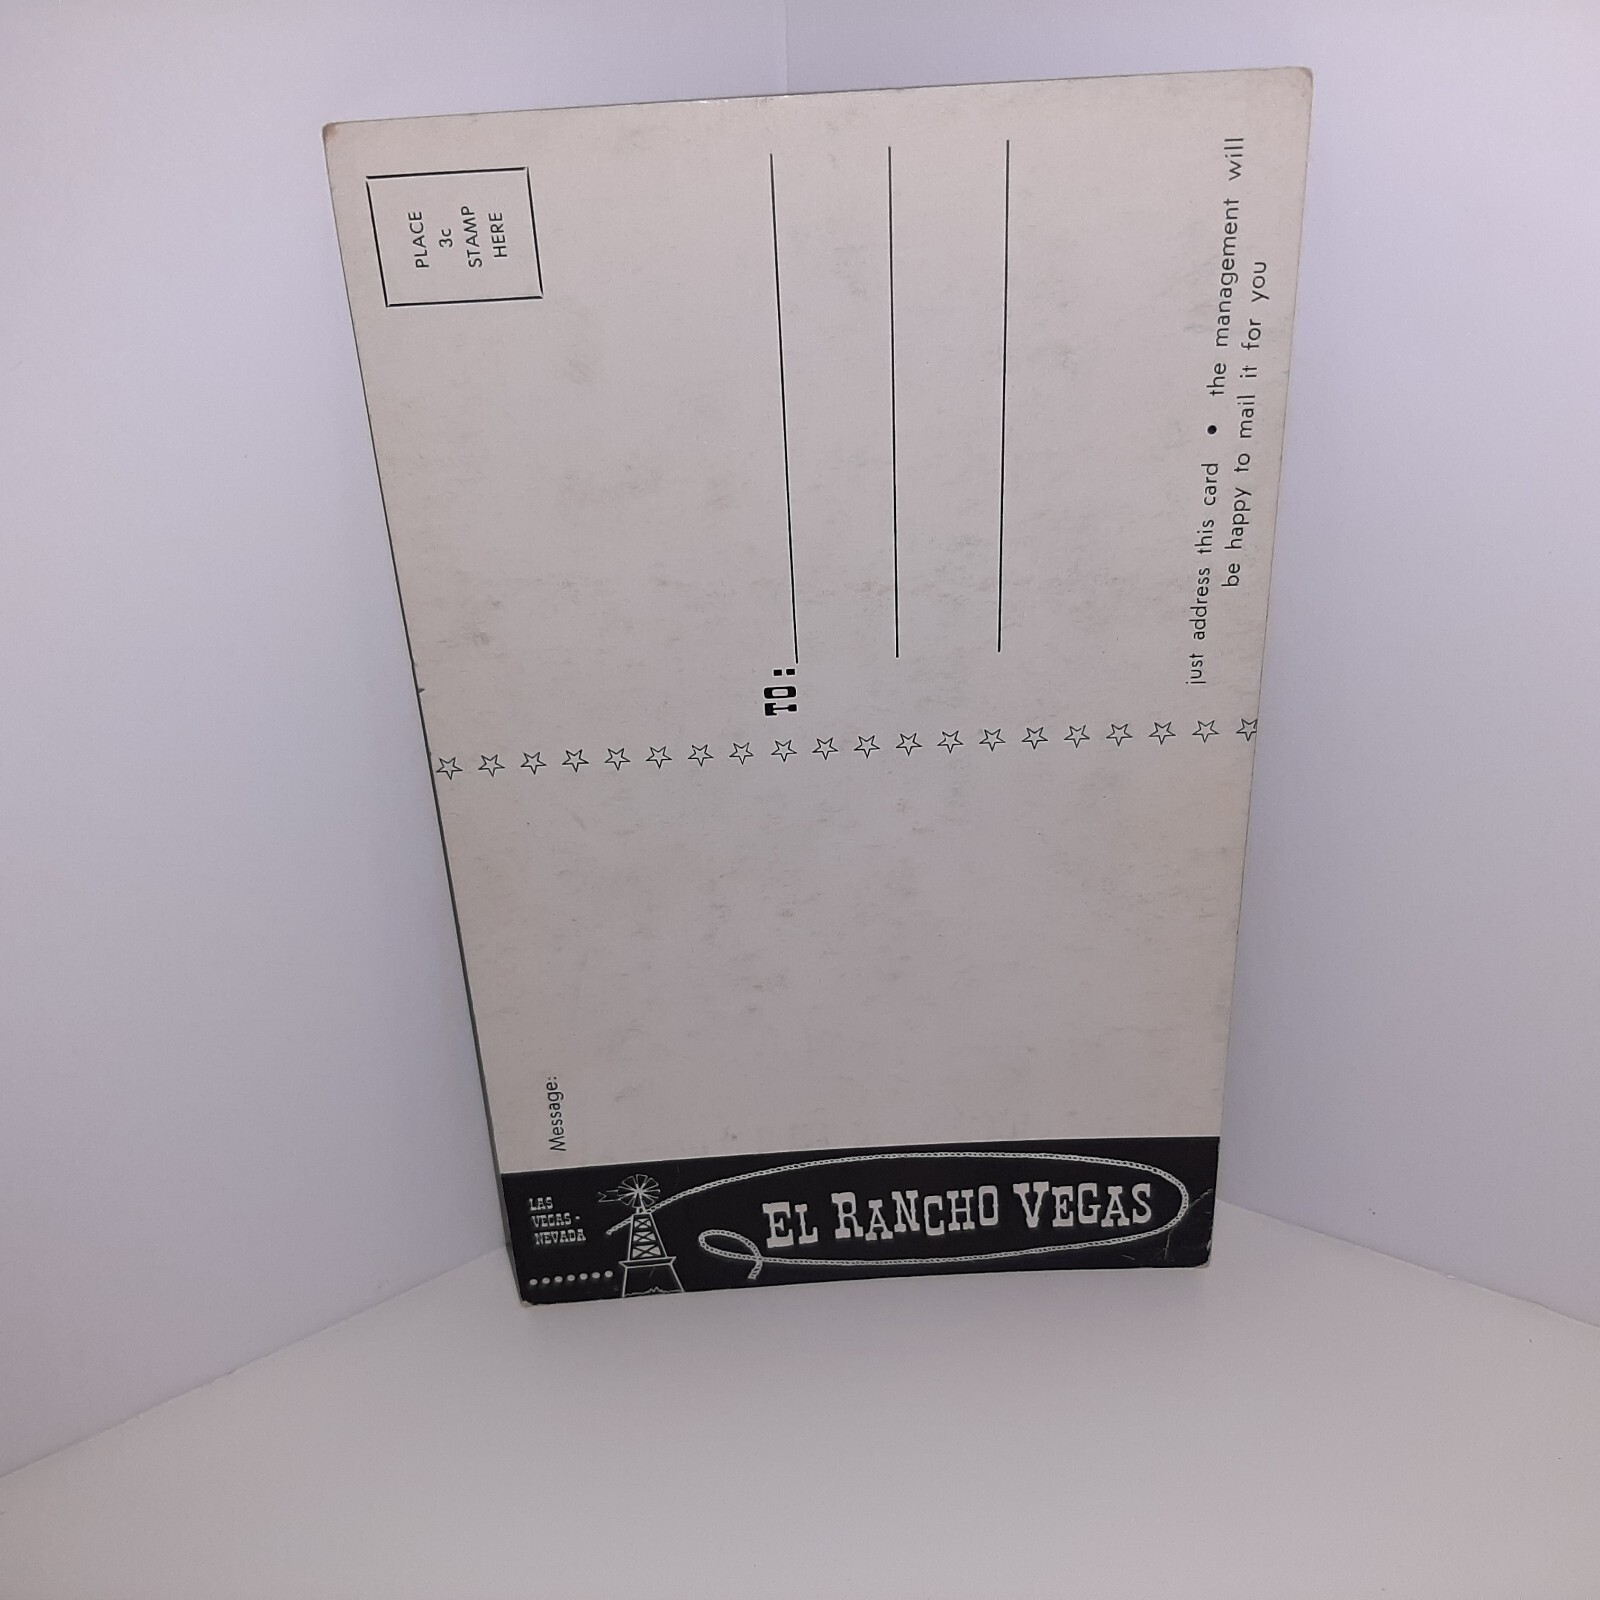 PLACE
3c
STAMP
HERE
TO:
just address this card • the management will
be happy to mail it for you
Message:
LAS
VEGAS-
NEVADA
EL RANCHO VEGAS